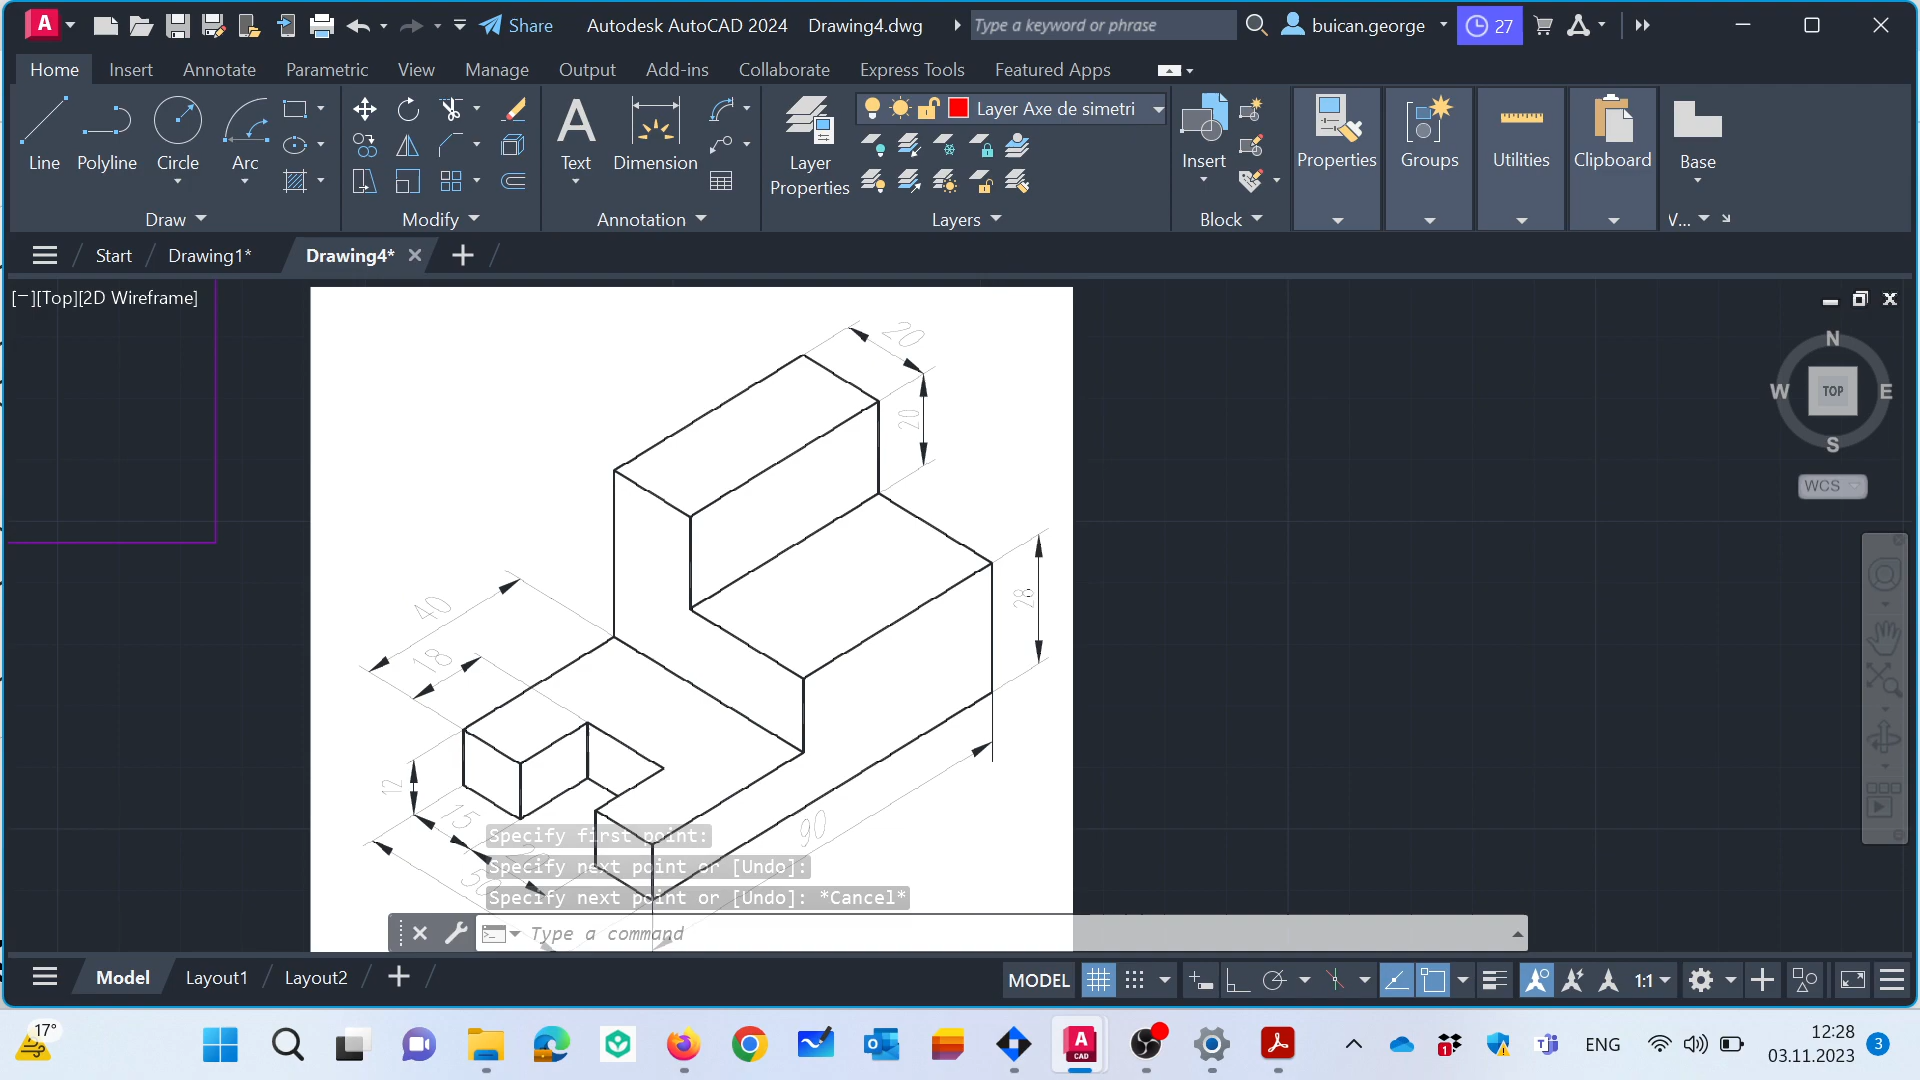 A CAD Share Autodesk AutoCAD 2024 Drawing4.dwg Type a keyword or phrase buican.george 27
Home Insert Annotate Parametric View Manage Output Add-ins Collaborate Express Tools Featured Apps
Line Polyline Circle Arc Text Dimension Layer Properties Layer Axe de simetri Insert Properties Groups Utilities Clipboard Base
Draw Modify Annotation Layers Block V...
Start Drawing1* Drawing4*
[−][Top][2D Wireframe]
N
W TOP E
S
WCS
20
20
28
40
18
12
15
20
50
90
Specify first point:
Specify next point or [Undo]:
Specify next point or [Undo]: *Cancel*
Type a command
Model Layout1 Layout2 MODEL 1:1
17°
A CAD
1
ENG
12:28
03.11.2023
3